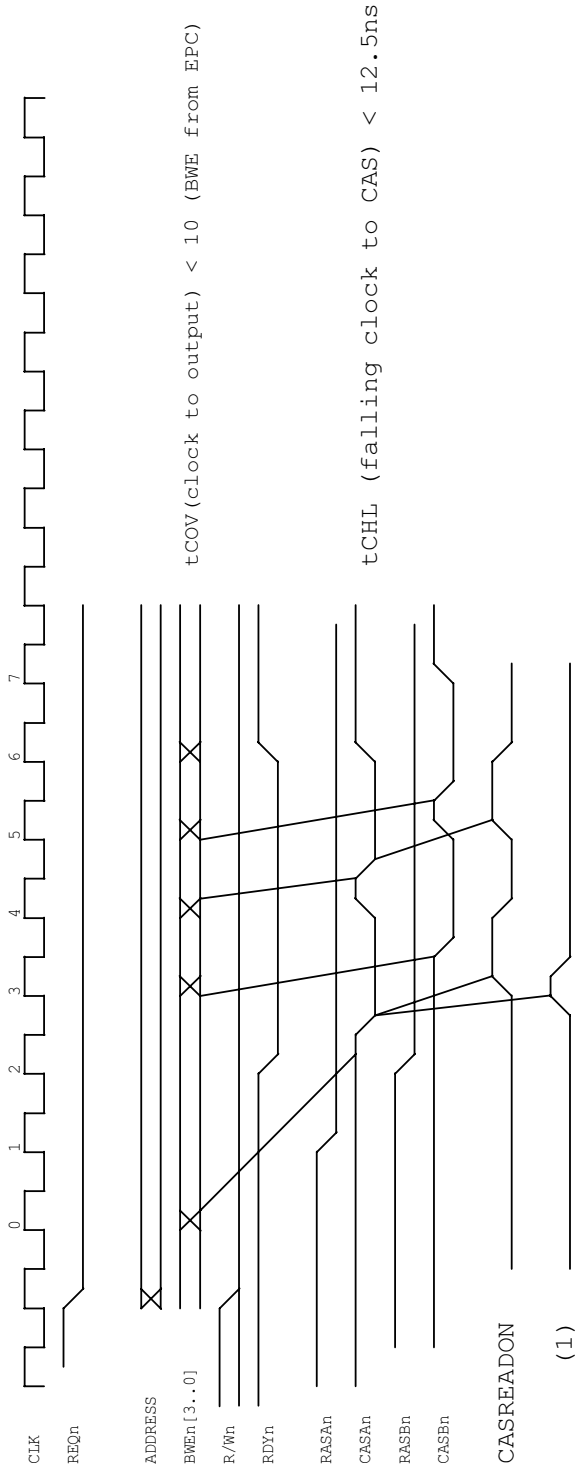 CLK
0 1 2 3 4 5 6 7
REQn
ADDRESS
BWEn[3..0]
tCOV(clock to output) < 10 (BWE from EPC)
R/Wn
RDYn
RASAn
CASAn
tCHL (falling clock to CAS) < 12.5ns
RASBn
CASBn
CASREADON
(1)